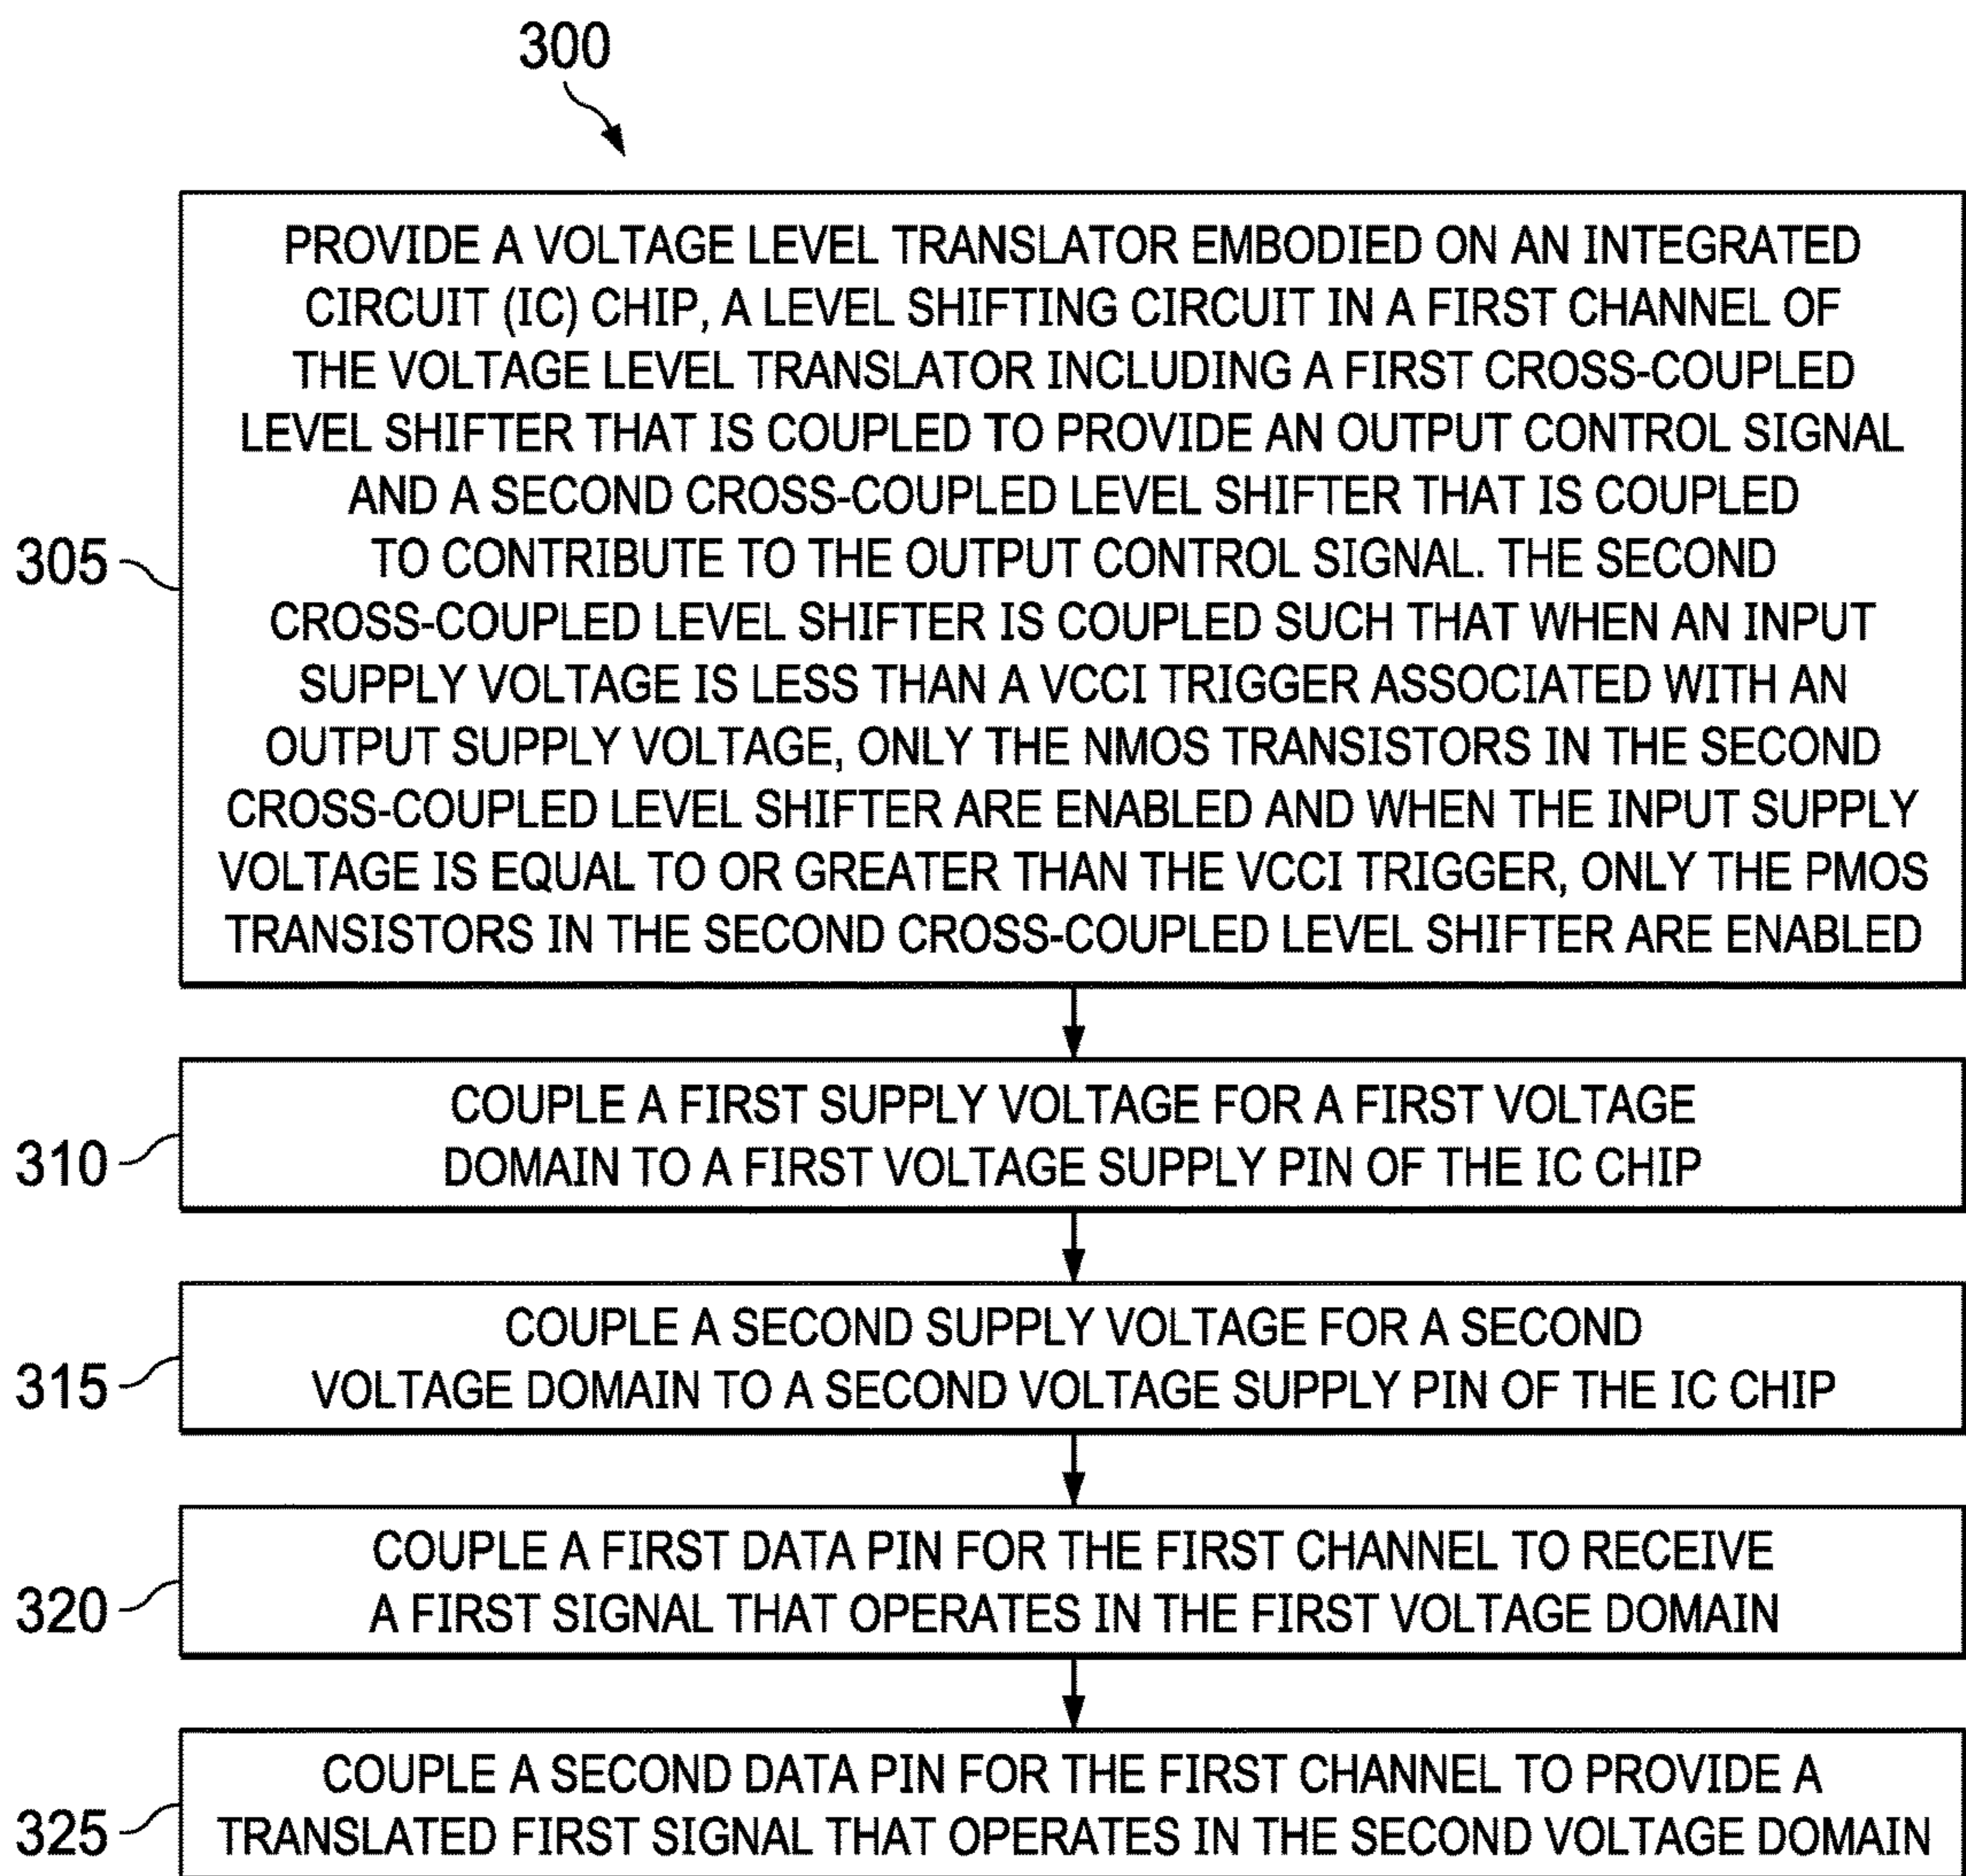 300
PROVIDE A VOLTAGE LEVEL TRANSLATOR EMBODIED ON AN INTEGRATED
CIRCUIT (IC) CHIP, A LEVEL SHIFTING CIRCUIT IN A FIRST CHANNEL OF
THE VOLTAGE LEVEL TRANSLATOR INCLUDING A FIRST CROSS-COUPLED
LEVEL SHIFTER THAT IS COUPLED TO PROVIDE AN OUTPUT CONTROL SIGNAL
AND A SECOND CROSS-COUPLED LEVEL SHIFTER THAT IS COUPLED
305
TO CONTRIBUTE TO THE OUTPUT CONTROL SIGNAL. THE SECOND
CROSS-COUPLED LEVEL SHIFTER IS COUPLED SUCH THAT WHEN AN INPUT
SUPPLY VOLTAGE IS LESS THAN A VCCI TRIGGER ASSOCIATED WITH AN
OUTPUT SUPPLY VOLTAGE, ONLY THE NMOS TRANSISTORS IN THE SECOND
CROSS-COUPLED LEVEL SHIFTER ARE ENABLED AND WHEN THE INPUT SUPPLY
VOLTAGE IS EQUAL TO OR GREATER THAN THE VCCI TRIGGER, ONLY THE PMOS
TRANSISTORS IN THE SECOND CROSS-COUPLED LEVEL SHIFTER ARE ENABLED
310
COUPLE A FIRST SUPPLY VOLTAGE FOR A FIRST VOLTAGE
DOMAIN TO A FIRST VOLTAGE SUPPLY PIN OF THE IC CHIP
315
COUPLE A SECOND SUPPLY VOLTAGE FOR A SECOND
VOLTAGE DOMAIN TO A SECOND VOLTAGE SUPPLY PIN OF THE IC CHIP
320
COUPLE A FIRST DATA PIN FOR THE FIRST CHANNEL TO RECEIVE
A FIRST SIGNAL THAT OPERATES IN THE FIRST VOLTAGE DOMAIN
325
COUPLE A SECOND DATA PIN FOR THE FIRST CHANNEL TO PROVIDE A
TRANSLATED FIRST SIGNAL THAT OPERATES IN THE SECOND VOLTAGE DOMAIN